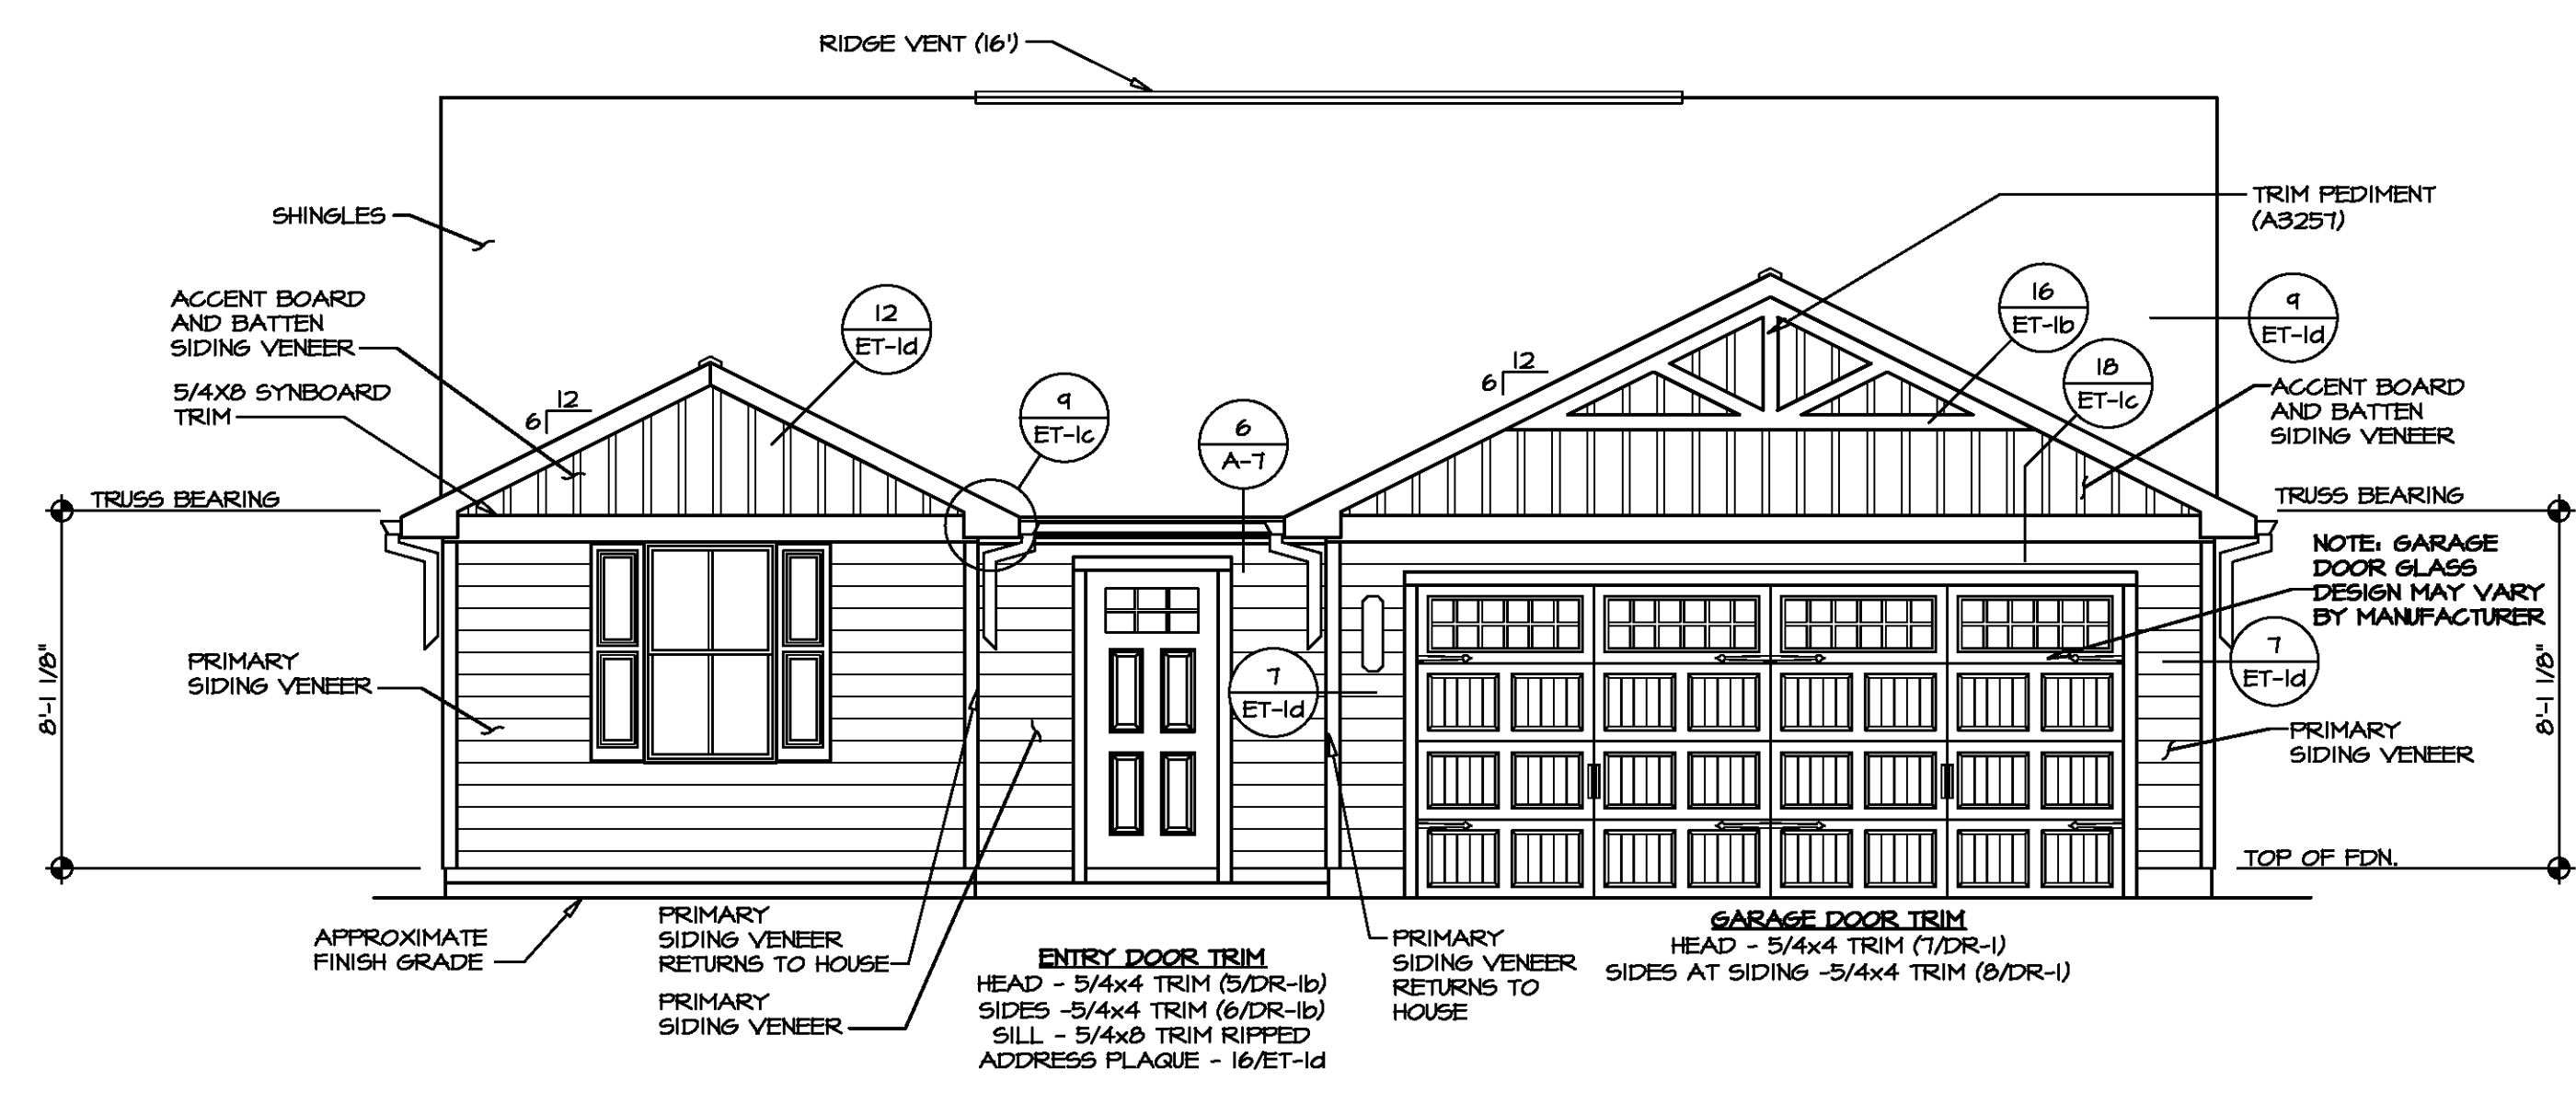 RIDGE VENT (16')
SHINGLES
TRIM PEDIMENT
(A3257)
ACCENT BOARD
AND BATTEN
SIDING VENEER
12
ET-1d
16
ET-1b
9
ET-1d
5/4X8 SYNBOARD
TRIM
12
6
9
ET-1c
6
A-7
12
6
18
ET-1c
ACCENT BOARD
AND BATTEN
SIDING VENEER
TRUSS BEARING
TRUSS BEARING
NOTE: GARAGE
DOOR GLASS
DESIGN MAY VARY
BY MANUFACTURER
8'-1 1/8"
PRIMARY
SIDING VENEER
7
ET-1d
7
ET-1d
8'-1 1/8"
PRIMARY
SIDING VENEER
TOP OF FDN.
APPROXIMATE
FINISH GRADE
PRIMARY
SIDING VENEER
RETURNS TO HOUSE
PRIMARY
SIDING VENEER
ENTRY DOOR TRIM
HEAD - 5/4x4 TRIM (5/DR-1b)
SIDES -5/4x4 TRIM (6/DR-1b)
SILL - 5/4x8 TRIM RIPPED
ADDRESS PLAQUE - 16/ET-1d
PRIMARY
SIDING VENEER
RETURNS TO
HOUSE
GARAGE DOOR TRIM
HEAD - 5/4x4 TRIM (7/DR-1)
SIDES AT SIDING -5/4x4 TRIM (8/DR-1)